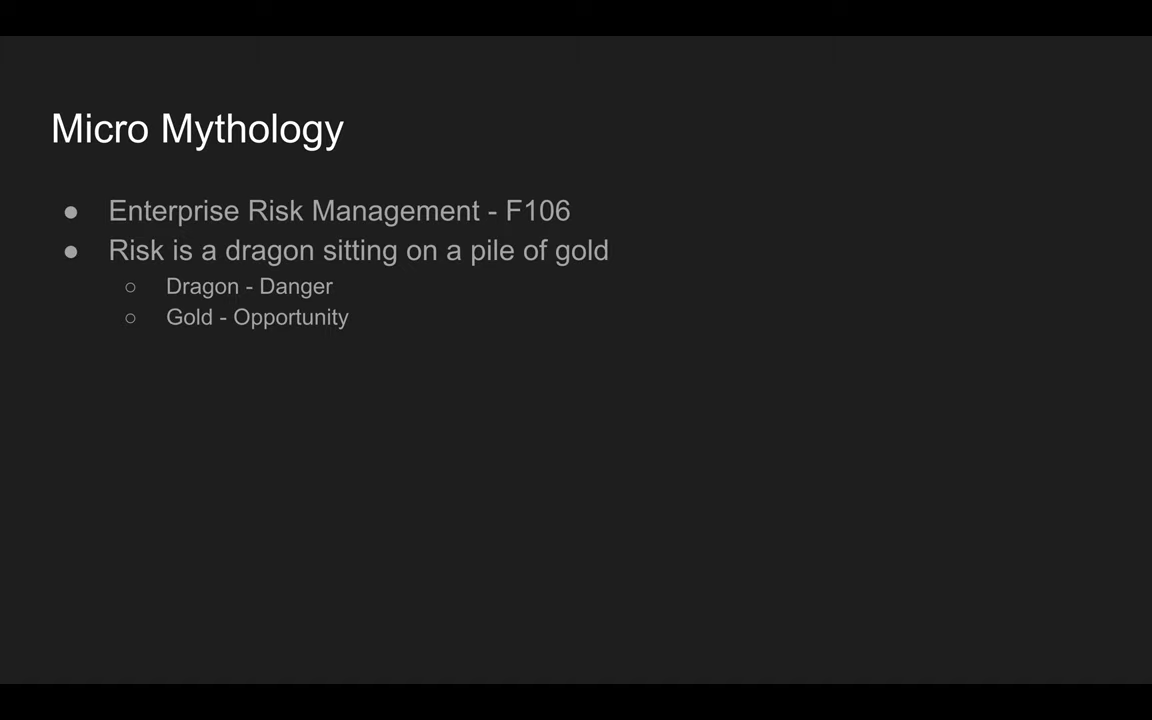 Micro Mythology
● Enterprise Risk Management - F106
● Risk is a dragon sitting on a pile of gold
○ Dragon - Danger
○ Gold - Opportunity